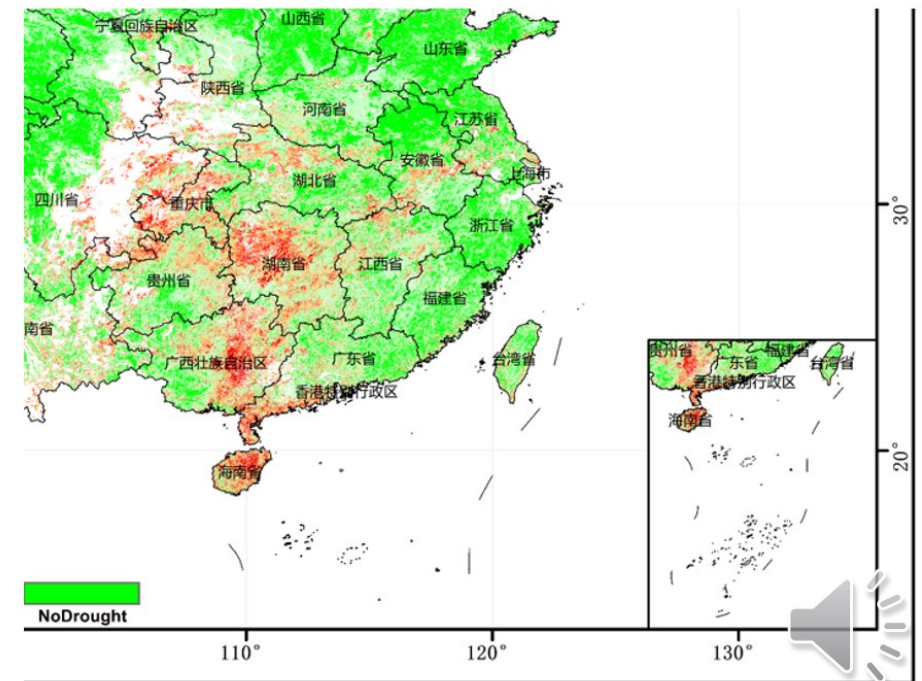 宁夏回族自治区
山西省
山东省
陕西省
河南省
江苏省
安徽省
上海市
湖北省
四川省
重庆市
浙江省
湖南省
江西省
贵州省
福建省
南省
广西壮族自治区
广东省
台湾省
香港特别行政区
海南省
30°
20°
贵州省
福建省
广东省
台湾省
香港特别行政区
海南省
NoDrought
110°
120°
130°